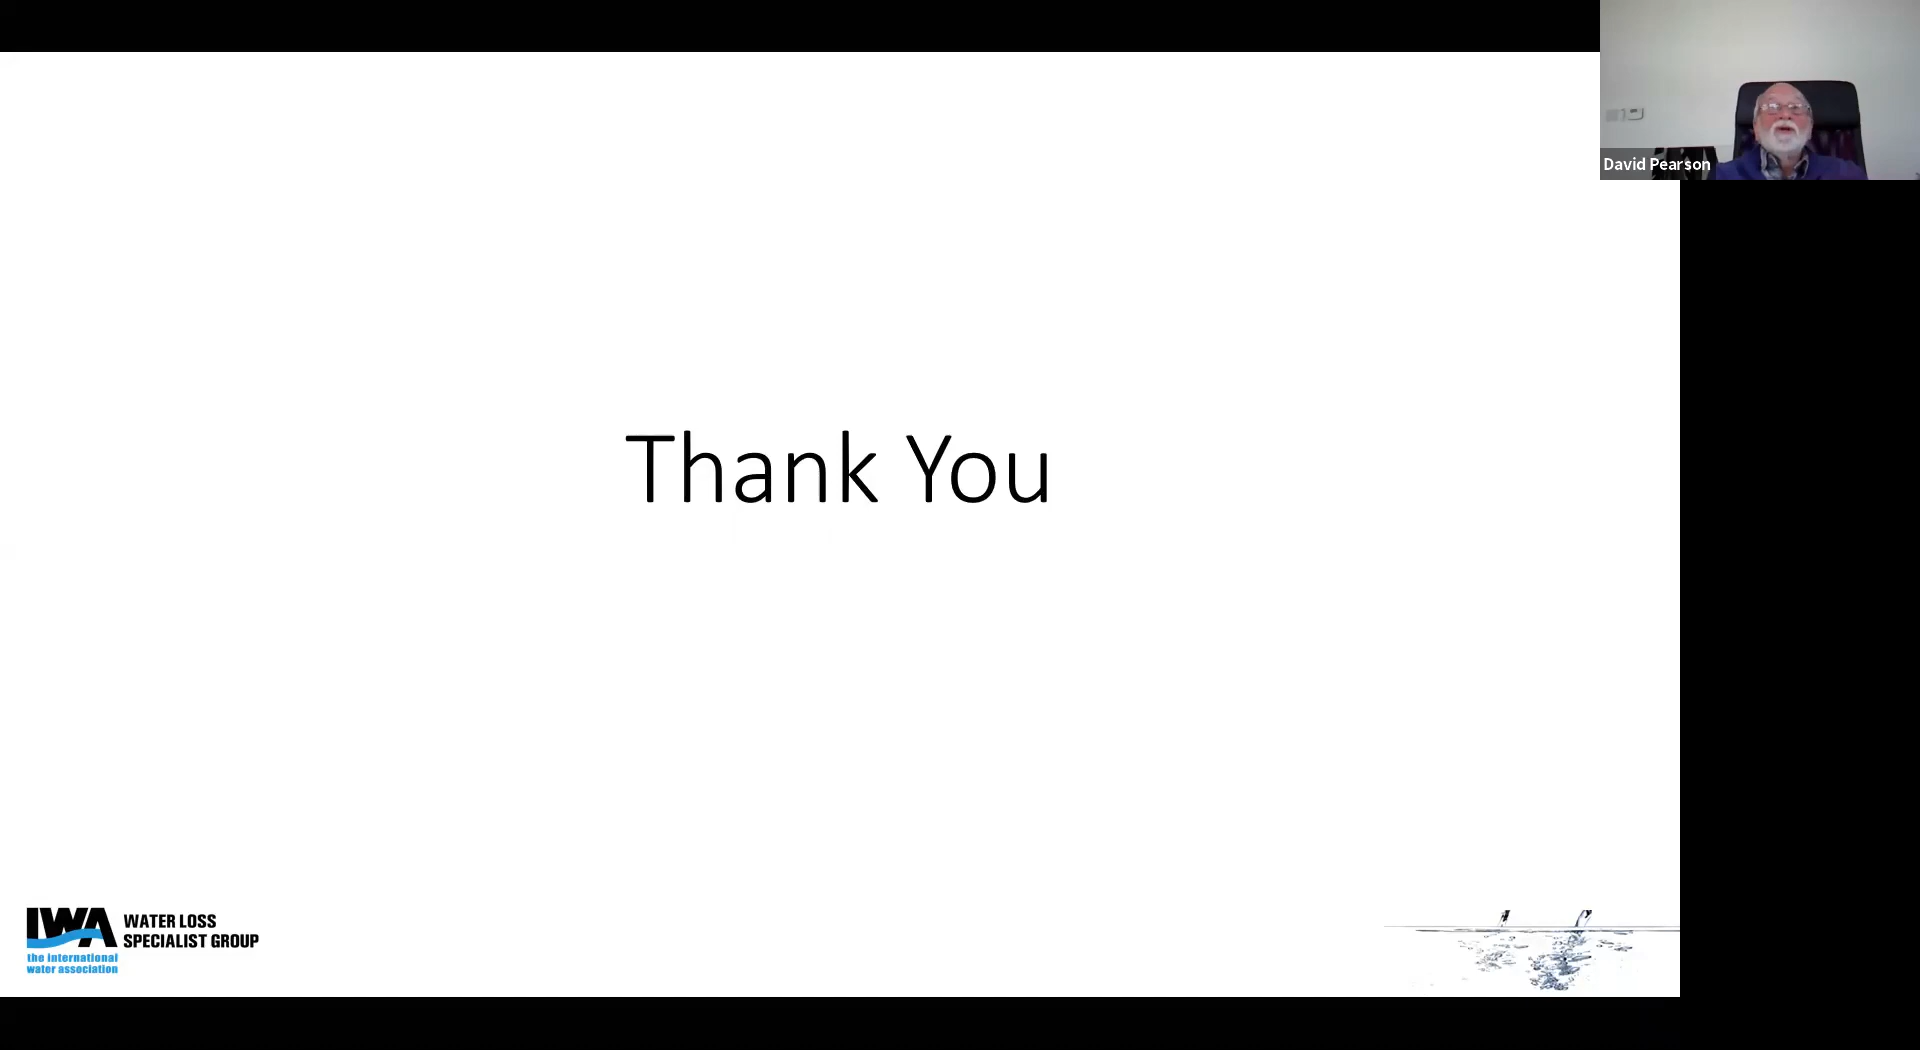 David Pearson
Thank You
IWA WATER LOSS
SPECIALIST GROUP
the international
water association